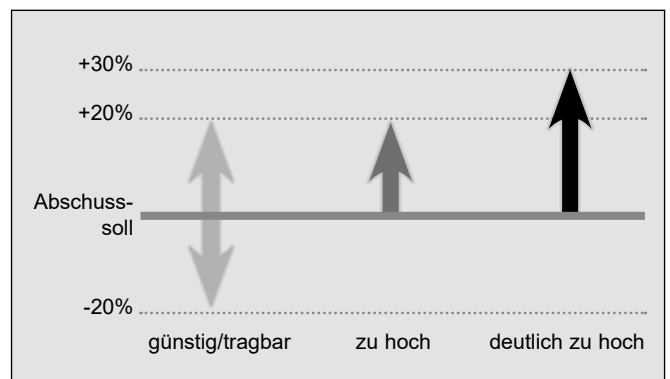 +30%
+20%
Abschuss-
soll
-20%
günstig/tragbar zu hoch deutlich zu hoch